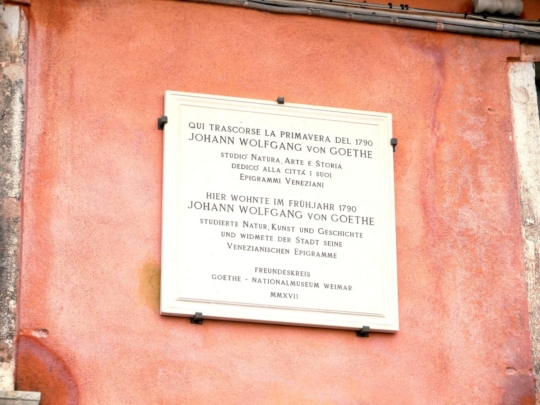 QUI TRASCORSE LA PRIMAVERA DEL 1790
JOHANN WOLFGANG VON GOETHE
STUDIÒ NATURA, ARTE E STORIA
DEDICÒ ALLA CITTÀ I SUOI
EPIGRAMMI VENEZIANI
HIER WOHNTE IM FRÜHJAHR 1790
JOHANN WOLFGANG VON GOETHE
STUDIERTE NATUR, KUNST UND GESCHICHTE
UND WIDMETE DER STADT SEINE
VENEZIANISCHEN EPIGRAMME
FREUNDESKREIS
GOETHE - NATIONALMUSEUM WEIMAR
MMXVII